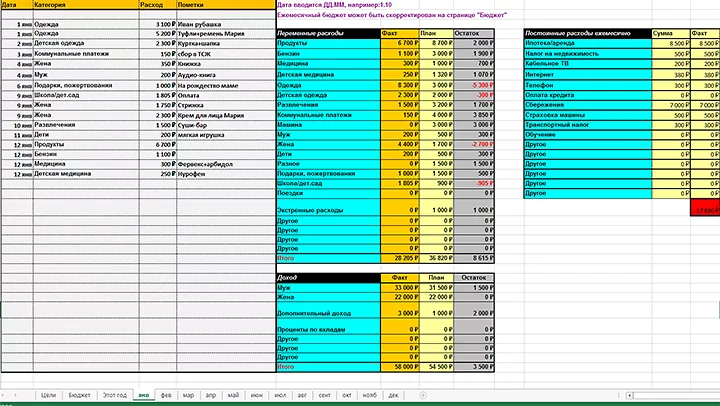 Дата Категория Расход Пометки
1 янв Одежда 3 100 ₽ Иван рубашка
1 янв Одежда 5 200 ₽ Туфли+ремень Мария
2 янв Детская одежда 2 300 ₽ Куртка+шапка
3 янв Коммунальные платежи 150 ₽ сбор в ТСЖ
4 янв Жена 350 ₽ Книжка
4 янв Муж 200 ₽ Аудио-книга
6 янв Подарки, пожертвования 1 000 ₽ На рождество маме
6 янв Школа/дет.сад 1 805 ₽ Оплата
9 янв Жена 1 750 ₽ Стрижка
9 янв Жена 2 300 ₽ Крем для лица Мария
10 янв Развлечения 1 500 ₽ Суши-бар
11 янв Дети 200 ₽ мягкая игрушка
12 янв Продукты 6 700 ₽
12 янв Бензин 1 100 ₽
12 янв Медицина 300 ₽ Фервекс+арбидол
12 янв Детская медицина 250 ₽ Нурофен
Дата вводится ДД.ММ, например:1.10
Ежемесячный бюджет может быть скорректирован на странице "Бюджет"
Переменные расходы Факт План Остаток
Продукты 6 700 ₽ 8 700 ₽ 2 000 ₽
Бензин 1 100 ₽ 3 000 ₽ 1 900 ₽
Медицина 300 ₽ 1 000 ₽ 700 ₽
Детская медицина 250 ₽ 1 320 ₽ 1 070 ₽
Одежда 8 300 ₽ 3 000 ₽ -5 300 ₽
Детская одежда 2 300 ₽ 2 000 ₽ -300 ₽
Развлечения 1 500 ₽ 3 200 ₽ 1 700 ₽
Коммунальные платежи 150 ₽ 4 000 ₽ 3 850 ₽
Машина 0 ₽ 3 000 ₽ 3 000 ₽
Муж 200 ₽ 500 ₽ 300 ₽
Жена 4 400 ₽ 1 700 ₽ -2 700 ₽
Дети 200 ₽ 500 ₽ 300 ₽
Разное 0 ₽ 1 500 ₽ 1 500 ₽
Подарки, пожертвования 1 000 ₽ 1 500 ₽ 500 ₽
Школа/дет.сад 1 805 ₽ 900 ₽ -905 ₽
Поездки 0 ₽ 0 ₽
Экстренные расходы 0 ₽ 1 000 ₽ 1 000 ₽
Другое 0 ₽ 0 ₽ 0 ₽
Другое 0 ₽ 0 ₽ 0 ₽
Другое 0 ₽ 0 ₽ 0 ₽
Итого 28 205 ₽ 36 820 ₽ 8 615 ₽
Доход Факт План Остаток
Муж 33 000 ₽ 31 500 ₽ 1 500 ₽
Жена 22 000 ₽ 22 000 ₽ 0 ₽
Дополнительный доход 3 000 ₽ 1 000 ₽ 2 000 ₽
Проценты по вкладам 0 ₽ 0 ₽ 0 ₽
Другое 0 ₽ 0 ₽ 0 ₽
Другое 0 ₽ 0 ₽ 0 ₽
Другое 0 ₽ 0 ₽ 0 ₽
Итого 58 000 ₽ 54 500 ₽ 3 500 ₽
Постоянные расходы ежемесячно Сумма Факт
Ипотека/аренда 8 500 ₽ 8 500 ₽
Налог на недвижимость 500 ₽ 500 ₽
Кабельное ТВ 200 ₽ 200 ₽
Интернет 380 ₽ 380 ₽
Телефон 300 ₽ 300 ₽
Оплата кредита 0 ₽ 0 ₽
Сбережения 7 000 ₽ 7 000 ₽
Страховка машины 500 ₽ 500 ₽
Транспортный налог 300 ₽ 300 ₽
Обучение 0 ₽ 0 ₽
Другое 0 ₽ 0 ₽
Другое 0 ₽ 0 ₽
Другое 0 ₽ 0 ₽
Другое 0 ₽ 0 ₽
Другое 0 ₽ 0 ₽
Другое 0 ₽ 0 ₽
Цели Бюджет Этот год янв фев мар апр май июн июл авг сент окт нояб дек